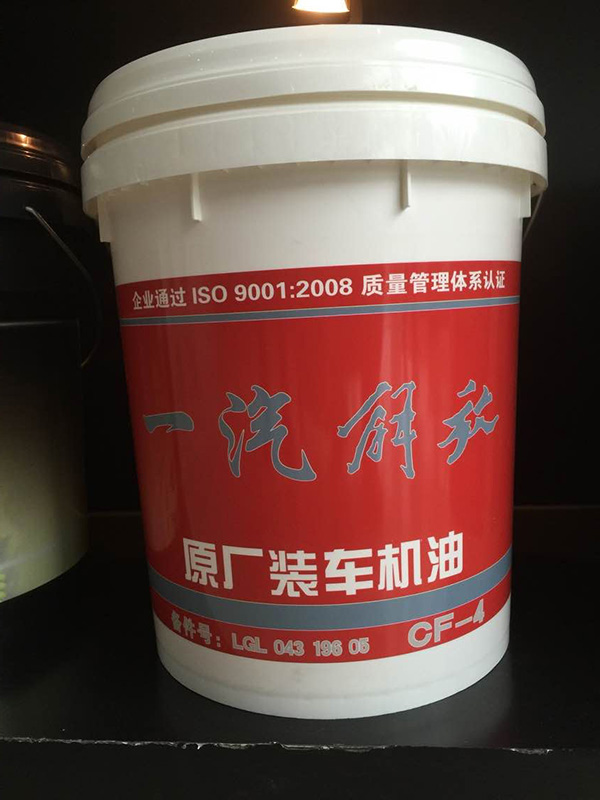 企业通过 ISO 9001:2008 质量管理体系认证
一汽解放
原厂装车机油
备件号：LGL 043 196 05 CF-4